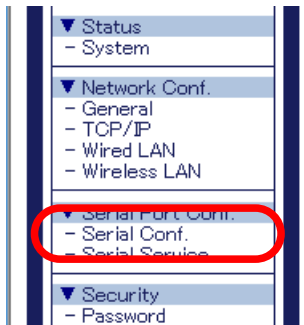 ▼ Status
- System
▼ Network Conf.
- General
- TCP/IP
- Wired LAN
- Wireless LAN
▼ Serial Port Conf.
- Serial Conf.
- Serial Service
▼ Security
- Password